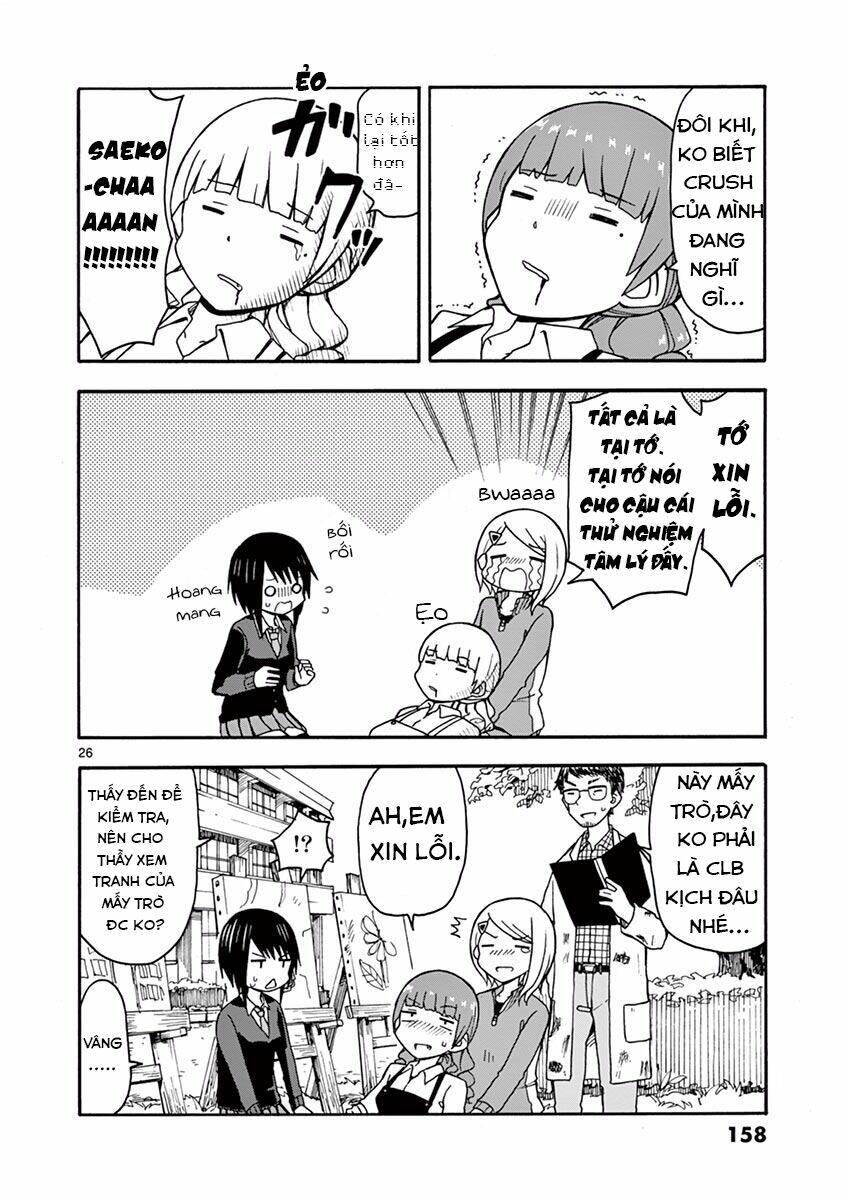 ĐÔI KHI,
KO BIẾT
CRUSH
CỦA MÌNH
ĐANG
NGHĨ
GÌ...
Có khi
lại tốt
hơn
đấ-
ẺO
ガクッ
SAEKO
-CHAA
AAAAN
!!!!!!!!!!
TỚ
XIN
LỖI.
TẤT CẢ LÀ
TẠI TỚ.
TẠI TỚ NÓI
CHO CẬU CÁI
THỬ NGHIỆM
TÂM LÝ ĐẤY.
BWaaaa
BỐI
RỐI
Hoang
mang
Ẹo
26
NÀY MẤY
TRÒ,ĐÂY
KO PHẢI
LÀ CLB
KỊCH ĐÂU
NHÉ...
AH,EM
XIN LỖI.
!?
THẤY ĐẾN ĐỂ
KIỂM TRA,
NÊN CHO
THẦY XEM
TRANH CỦA
MẤY TRÒ
ĐC KO?
VÂNG
.....
158